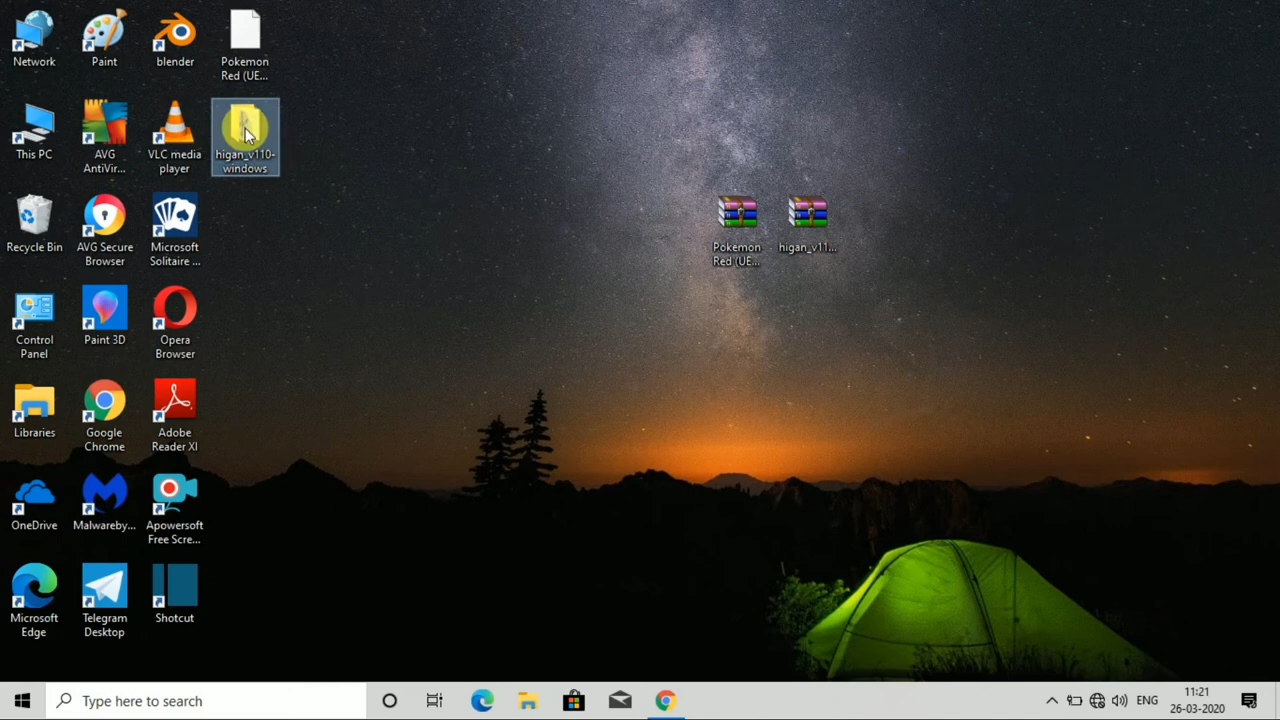 Network
Paint
blender
Pokemon
Red (UE...
This PC
AVG
AntiVir...
VLC media
player
higan_v110-
windows
Recycle Bin
AVG Secure
Browser
Microsoft
Solitaire ...
Pokemon
Red (UE...
higan_v11...
Control
Panel
Paint 3D
Opera
Browser
Libraries
Google
Chrome
Adobe
Reader XI
OneDrive
Malwareby...
Apowersoft
Free Scre...
Microsoft
Edge
Telegram
Desktop
Shotcut
Type here to search
ENG
11:21
26-03-2020